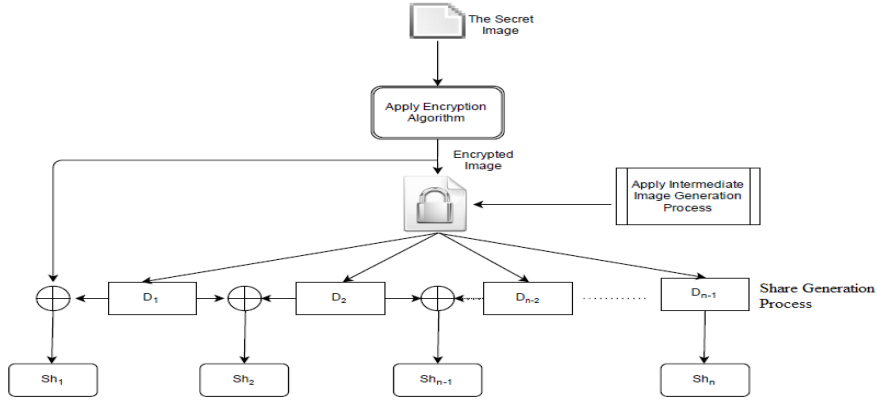 The Secret
Image
Apply Encryption
Algorithm
Encrypted
Image
Apply Intermediate
Image Generation
Process
D1
D2
Dn-2
Dn-1
Share Generation
Process
Sh1
Sh2
Shn-1
Shn